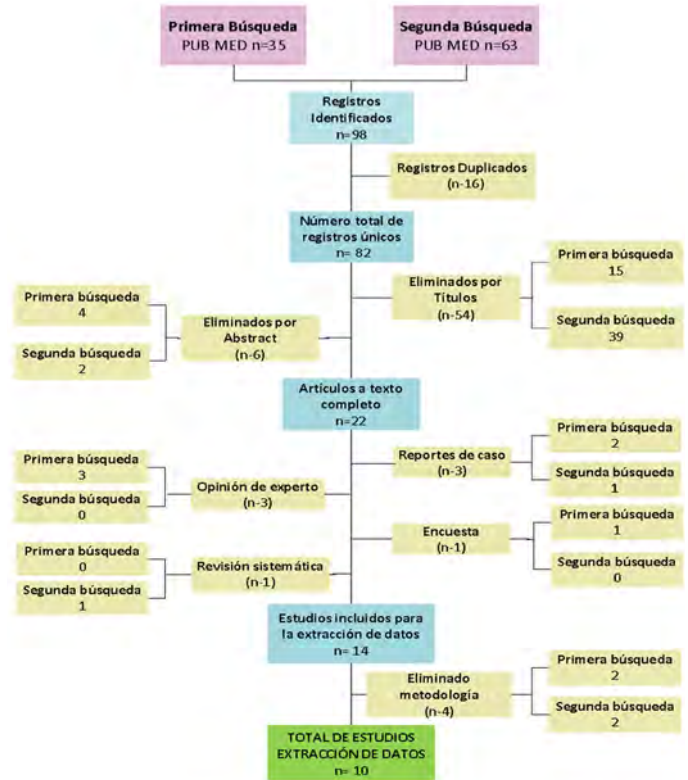 Primera Búsqueda
PUB MED n=35
Segunda Búsqueda
PUB MED n=63
Registros
Identificados
n=98
Registros Duplicados
(n-16)
Número total de
registros únicos
n= 82
Eliminados por
Títulos
(n-54)
Primera búsqueda
15
Segunda búsqueda
39
Primera búsqueda
4
Segunda búsqueda
2
Eliminados por
Abstract
(n-6)
Artículos a texto
completo
n=22
Reportes de caso
(n-3)
Primera búsqueda
2
Segunda búsqueda
1
Primera búsqueda
3
Segunda búsqueda
0
Opinión de experto
(n-3)
Encuesta
(n-1)
Primera búsqueda
1
Segunda búsqueda
0
Primera búsqueda
0
Segunda búsqueda
1
Revisión sistemática
(n-1)
Estudios incluidos para
la extracción de datos
n= 14
Eliminado
metodología
(n-4)
Primera búsqueda
2
Segunda búsqueda
2
TOTAL DE ESTUDIOS
EXTRACCIÓN DE DATOS
n= 10